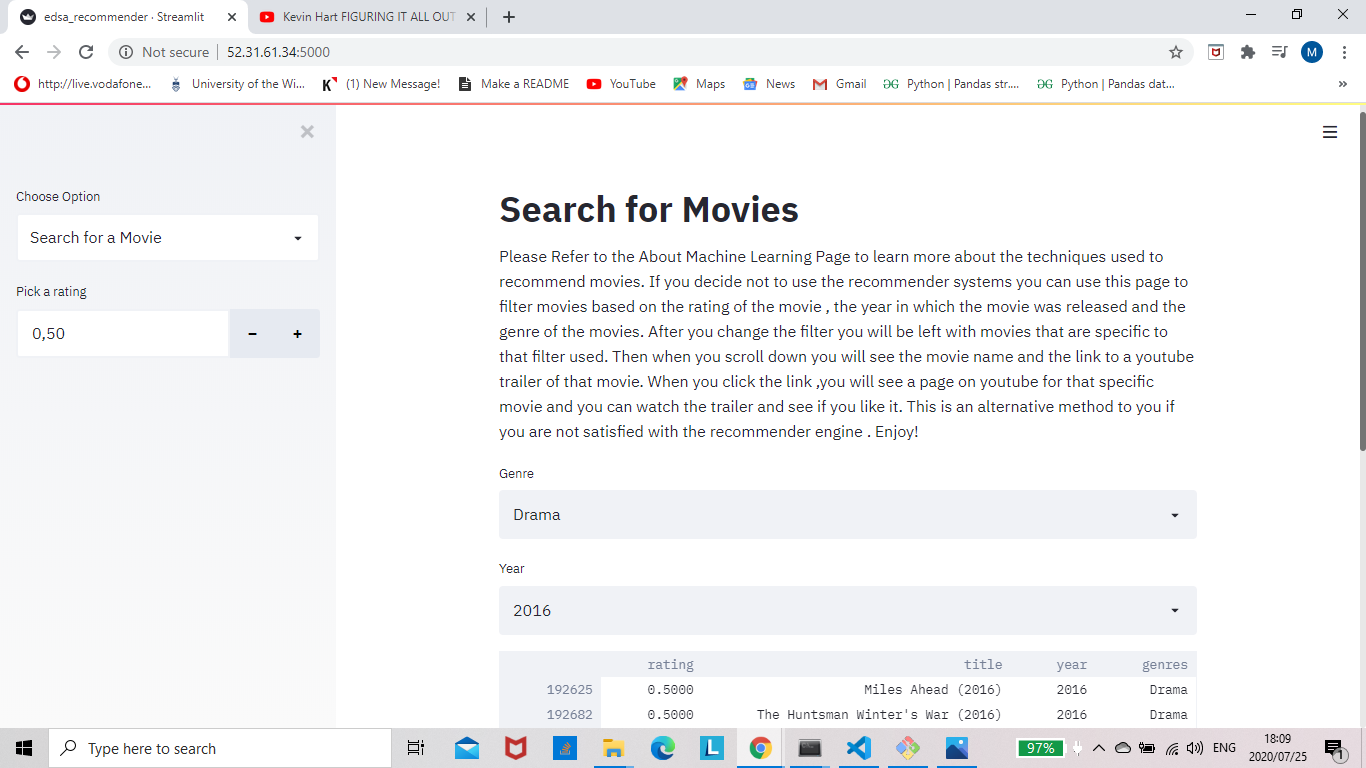 edsa_recommender · Streamlit
Kevin Hart FIGURING IT ALL OUT
Not secure
52.31.61.34:5000
M
http://live.vodafone...
University of the Wi...
(1) New Message!
Make a README
YouTube
Maps
News
Gmail
Python | Pandas str....
Python | Pandas dat...
»
Choose Option
Search for a Movie
Pick a rating
0,50
Search for Movies
Please Refer to the About Machine Learning Page to learn more about the techniques used to
recommend movies. If you decide not to use the recommender systems you can use this page to
filter movies based on the rating of the movie , the year in which the movie was released and the
genre of the movies. After you change the filter you will be left with movies that are specific to
that filter used. Then when you scroll down you will see the movie name and the link to a youtube
trailer of that movie. When you click the link ,you will see a page on youtube for that specific
movie and you can watch the trailer and see if you like it. This is an alternative method to you if
you are not satisfied with the recommender engine . Enjoy!
Genre
Drama
Year
2016
rating title year genres
192625 0.5000 Miles Ahead (2016) 2016 Drama
192682 0.5000 The Huntsman Winter's War (2016) 2016 Drama
Type here to search
L
97%
ENG
18:09
2020/07/25
1